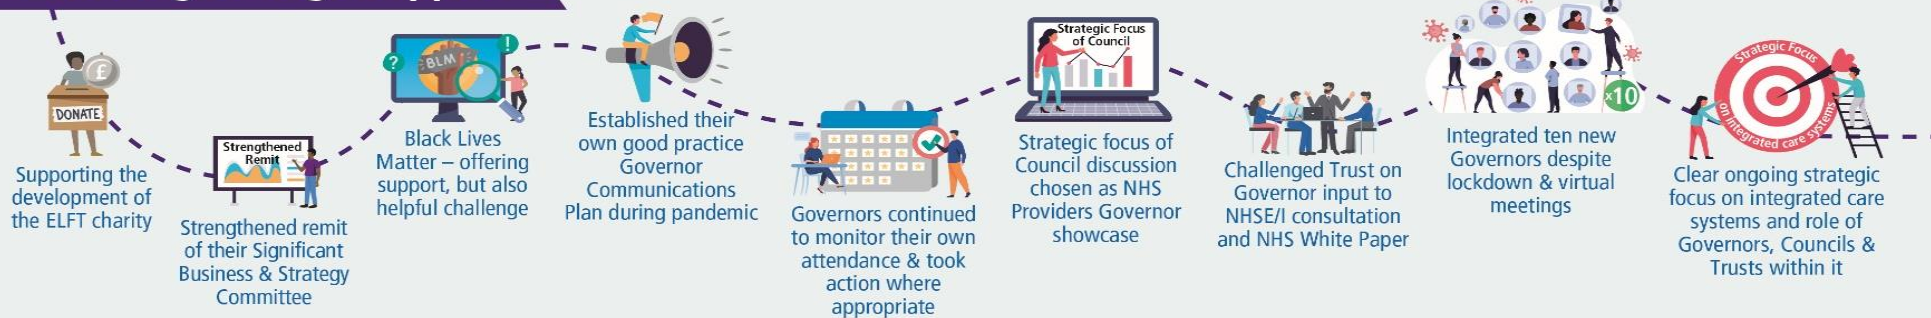 DONATE
£
Supporting the
development of
the ELFT charity
Strengthened
Remit
Strengthened remit
of their Significant
Business & Strategy
Committee
?
!
BLM
Black Lives
Matter – offering
support, but also
helpful challenge
Established their
own good practice
Governor
Communications
Plan during pandemic
Governors continued
to monitor their own
attendance & took
action where
appropriate
Strategic Focus
of Council
Strategic focus of
Council discussion
chosen as NHS
Providers Governor
showcase
Challenged Trust on
Governor input to
NHSE/I consultation
and NHS White Paper
x10
Integrated ten new
Governors despite
lockdown & virtual
meetings
Strategic Focus
on integrated care systems
Clear ongoing strategic
focus on integrated care
systems and role of
Governors, Councils &
Trusts within it